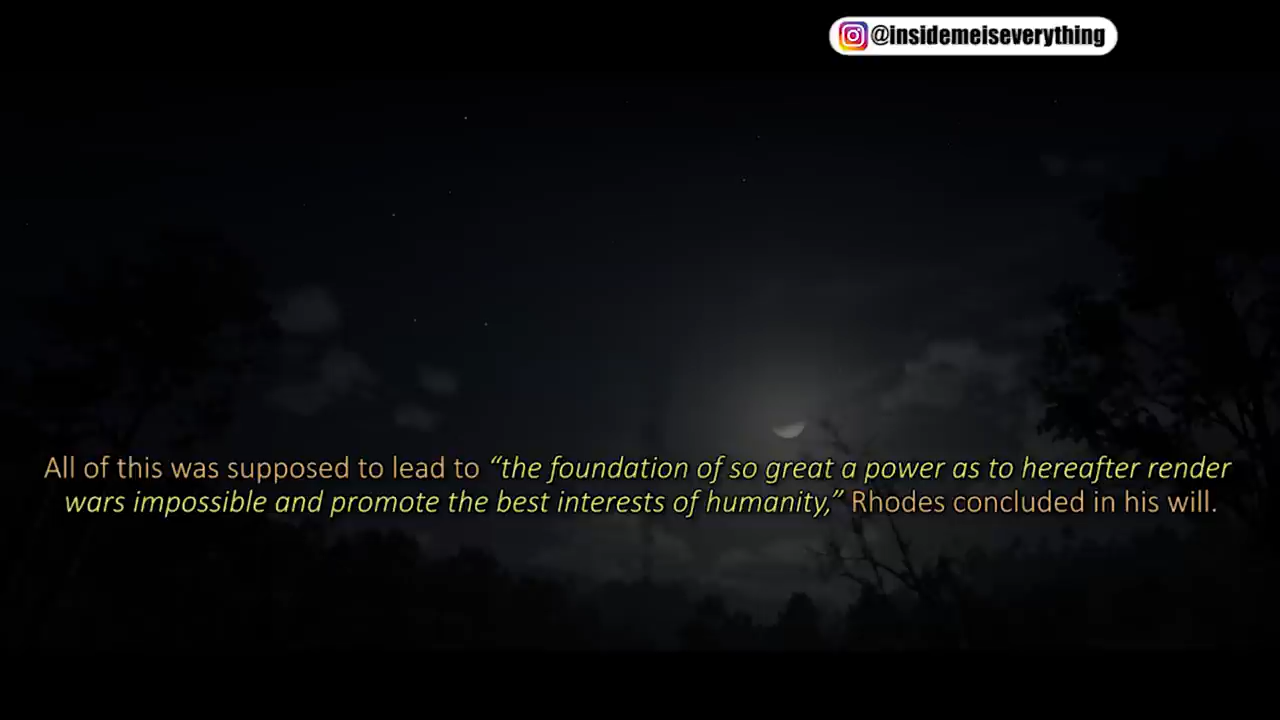 @insidemeiseverything
All of this was supposed to lead to “the foundation of so great a power as to hereafter render
wars impossible and promote the best interests of humanity,” Rhodes concluded in his will.